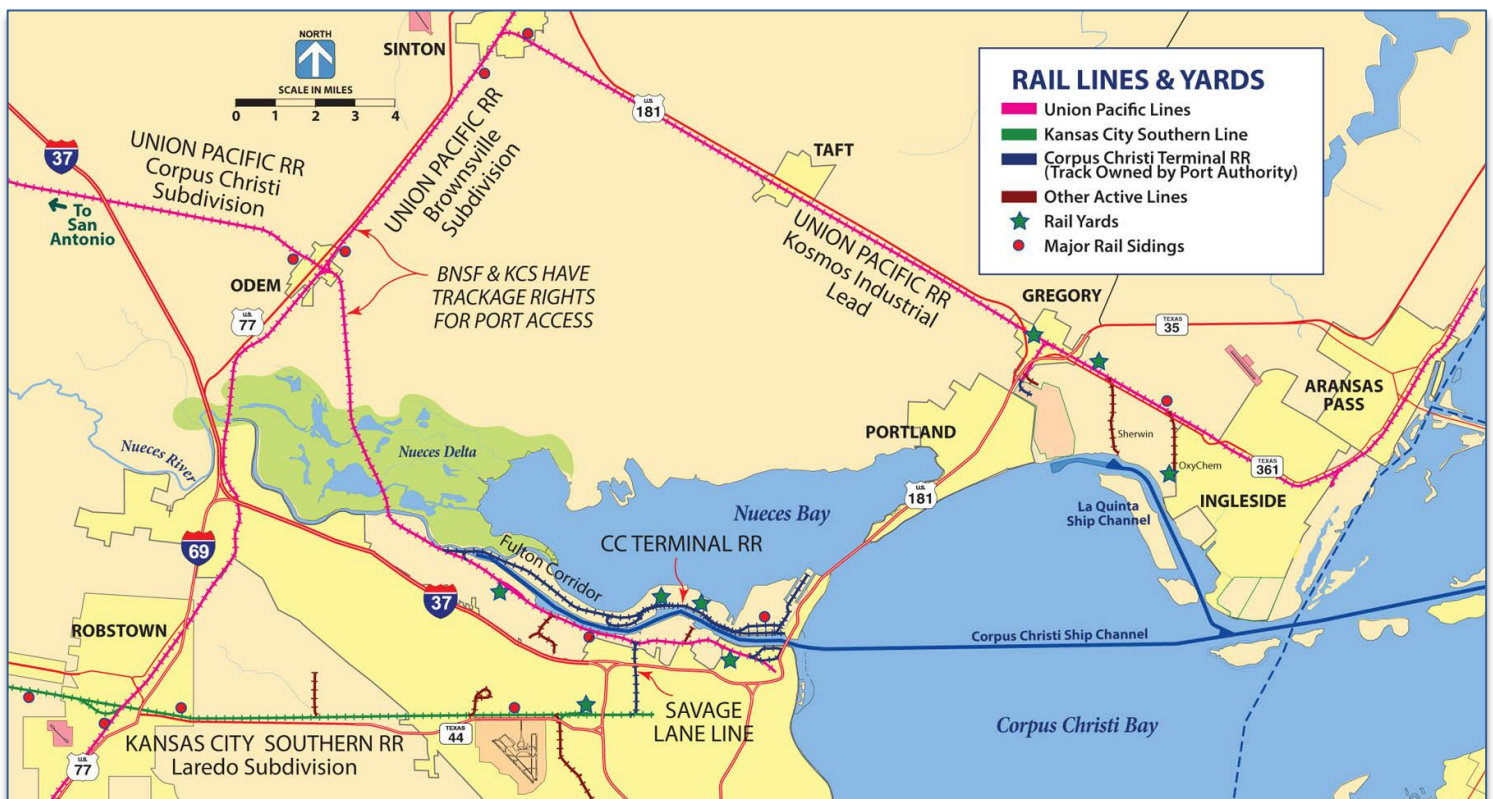 NORTH
SCALE IN MILES
0 1 2 3 4
SINTON
RAIL LINES & YARDS
Union Pacific Lines
Kansas City Southern Line
Corpus Christi Terminal RR
(Track Owned by Port Authority)
Other Active Lines
Rail Yards
Major Rail Sidings
37
UNION PACIFIC RR
Corpus Christi
Subdivision
To
San
Antonio
UNION PACIFIC RR
Brownsville
Subdivision
U.S.
181
TAFT
UNION PACIFIC RR
Kosmos Industrial
Lead
ODEM
U.S.
77
BNSF & KCS HAVE
TRACKAGE RIGHTS
FOR PORT ACCESS
GREGORY
TEXAS
35
ARANSAS
PASS
PORTLAND
Sherwin
OxyChem
TEXAS
361
INGLESIDE
Nueces River
Nueces Delta
U.S.
181
Nueces Bay
La Quinta
Ship Channel
Fulton Corridor
CC TERMINAL RR
69
37
ROBSTOWN
Corpus Christi Ship Channel
SAVAGE
LANE LINE
Corpus Christi Bay
KANSAS CITY SOUTHERN RR
Laredo Subdivision
TEXAS
44
U.S.
77